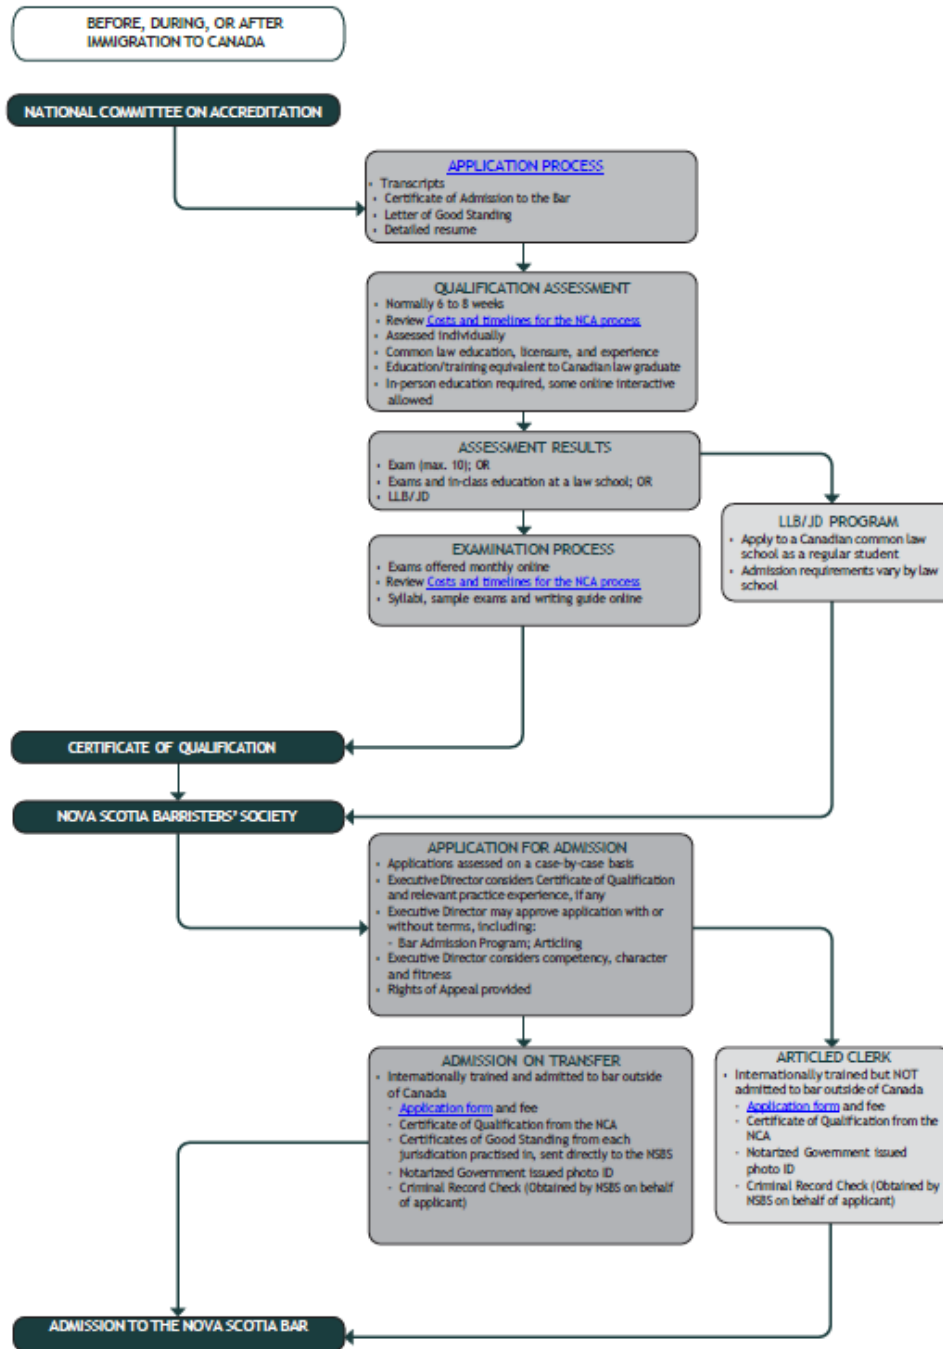 BEFORE, DURING, OR AFTER
IMMIGRATION TO CANADA
NATIONAL COMMITTEE ON ACCREDITATION
APPLICATION PROCESS
• Transcripts
• Certificate of Admission to the Bar
• Letter of Good Standing
• Detailed resume
QUALIFICATION ASSESSMENT
• Normally 6 to 8 weeks
• Review Costs and timelines for the NCA process
• Assessed individually
• Common law education, licensure, and experience
• Education/training equivalent to Canadian law graduate
• In-person education required, some online interactive
allowed
ASSESSMENT RESULTS
• Exam (max. 10); OR
• Exams and in-class education at a law school; OR
• LLB/JD
LLB/JD PROGRAM
• Apply to a Canadian common law
school as a regular student
• Admission requirements vary by law
school
EXAMINATION PROCESS
• Exams offered monthly online
• Review Costs and timelines for the NCA process
• Syllabi, sample exams and writing guide online
CERTIFICATE OF QUALIFICATION
NOVA SCOTIA BARRISTERS' SOCIETY
APPLICATION FOR ADMISSION
• Applications assessed on a case-by-case basis
• Executive Director considers Certificate of Qualification
and relevant practice experience, if any
• Executive Director may approve application with or
without terms, including:
- Bar Admission Program; Articling
• Executive Director considers competency, character
and fitness
• Rights of Appeal provided
ADMISSION ON TRANSFER
• Internationally trained and admitted to bar outside
of Canada
- Application form and fee
- Certificate of Qualification from the NCA
- Certificates of Good Standing from each
jurisdication practised in, sent directly to the NSBS
- Notarized Government issued photo ID
- Criminal Record Check (Obtained by NSBS on behalf
of applicant)
ARTICLED CLERK
• Internationally trained but NOT
admitted to bar outside of Canada
- Application form and fee
- Certificate of Qualification from the
NCA
- Notarized Government issued
photo ID
- Criminal Record Check (Obtained by
NSBS on behalf of applicant)
ADMISSION TO THE NOVA SCOTIA BAR